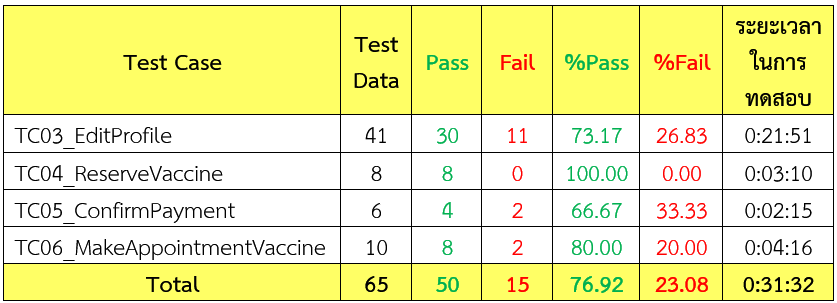 Test Case Test Data Pass Fail %Pass %Fail ระยะเวลาในการทดสอบ
TC03_EditProfile 41 30 11 73.17 26.83 0:21:51
TC04_ReserveVaccine 8 8 0 100.00 0.00 0:03:10
TC05_ConfirmPayment 6 4 2 66.67 33.33 0:02:15
TC06_MakeAppointmentVaccine 10 8 2 80.00 20.00 0:04:16
Total 65 50 15 76.92 23.08 0:31:32